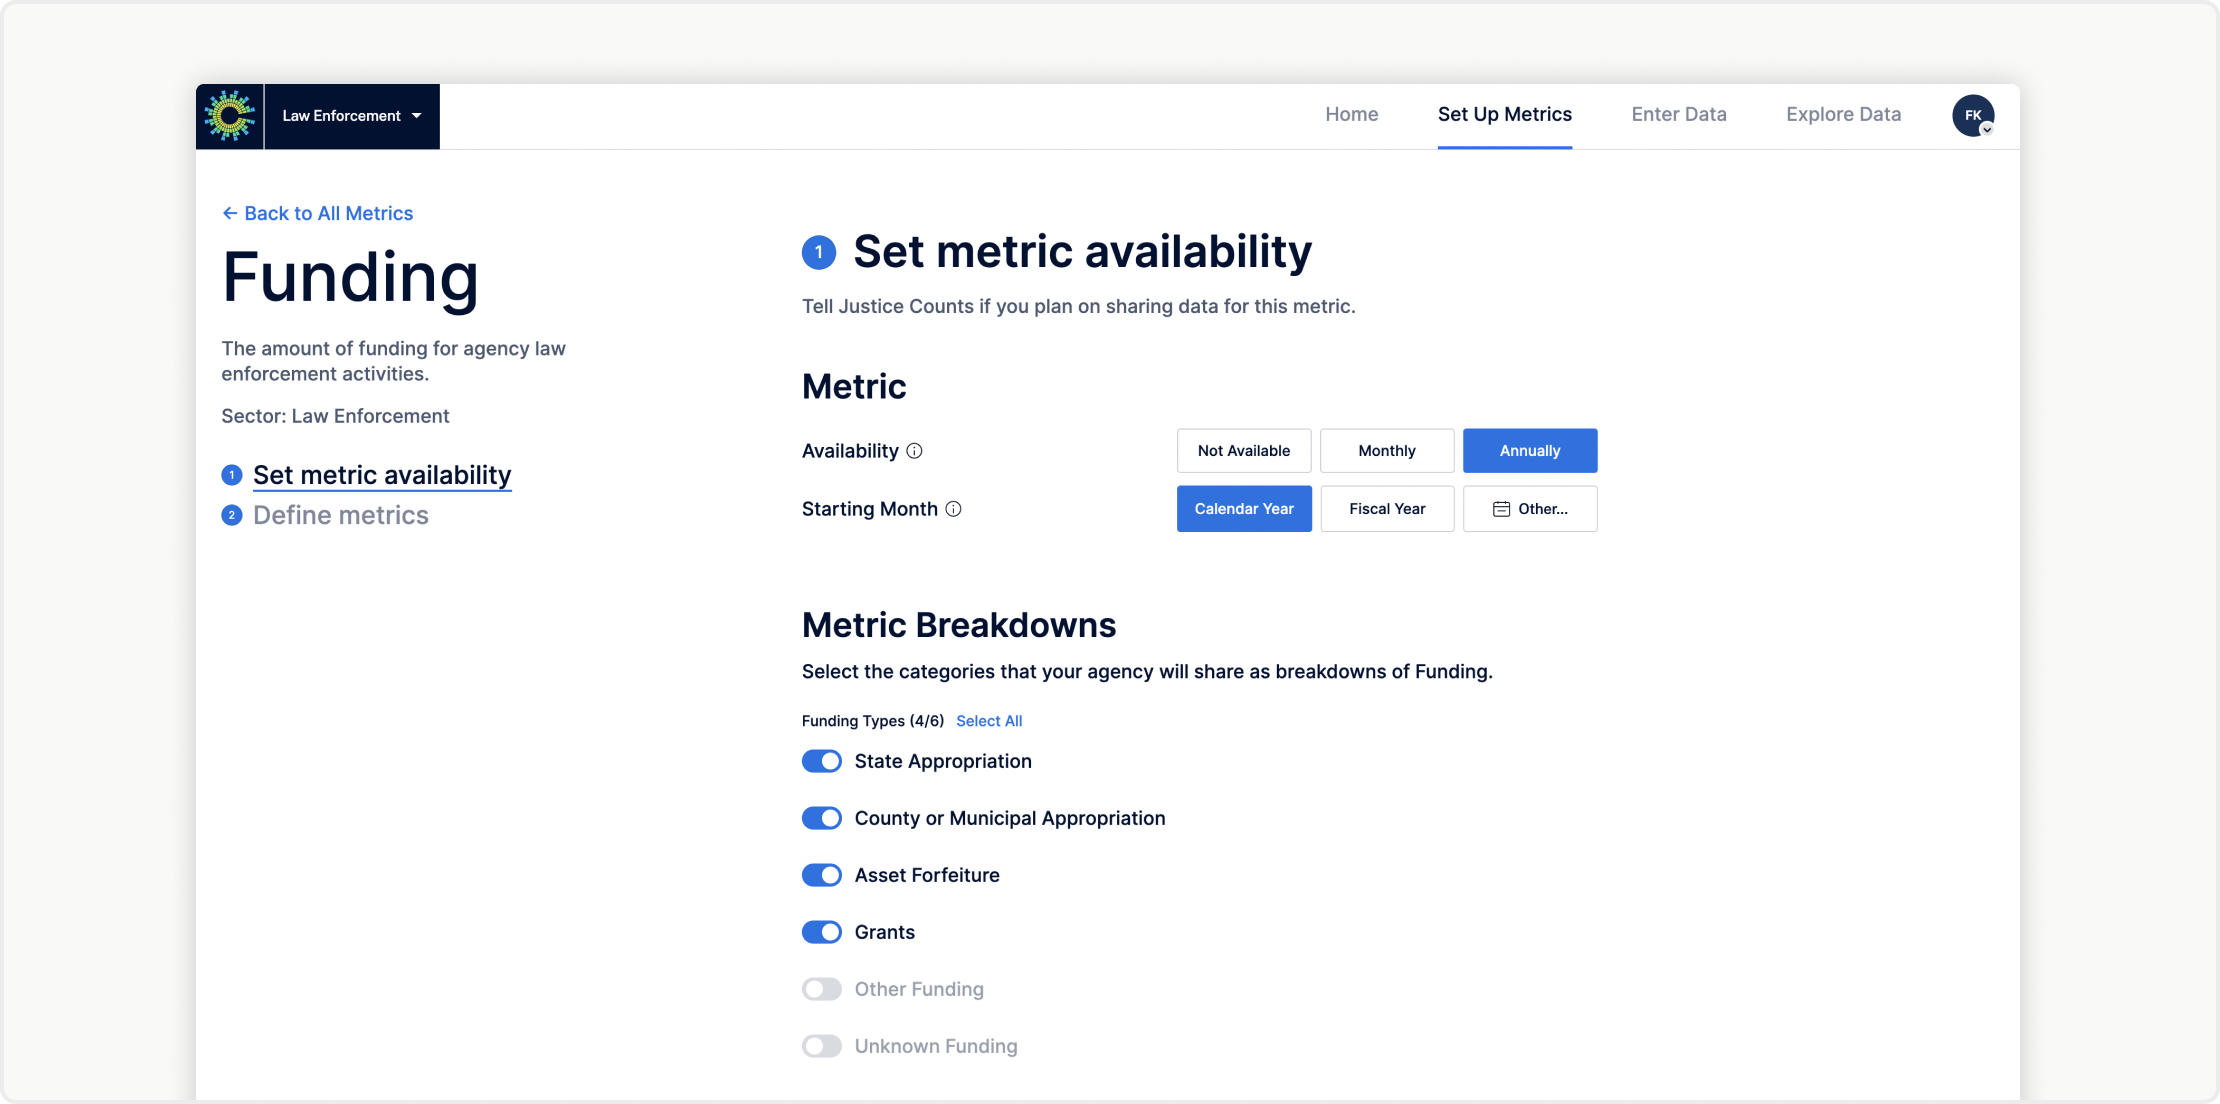 Law Enforcement
Home
Set Up Metrics
Enter Data
Explore Data
FK
← Back to All Metrics
Funding
The amount of funding for agency law
enforcement activities.
Sector: Law Enforcement
1 Set metric availability
2 Define metrics
1 Set metric availability
Tell Justice Counts if you plan on sharing data for this metric.
Metric
Availability
Not Available
Monthly
Annually
Starting Month
Calendar Year
Fiscal Year
Other...
Metric Breakdowns
Select the categories that your agency will share as breakdowns of Funding.
Funding Types (4/6) Select All
State Appropriation
County or Municipal Appropriation
Asset Forfeiture
Grants
Other Funding
Unknown Funding